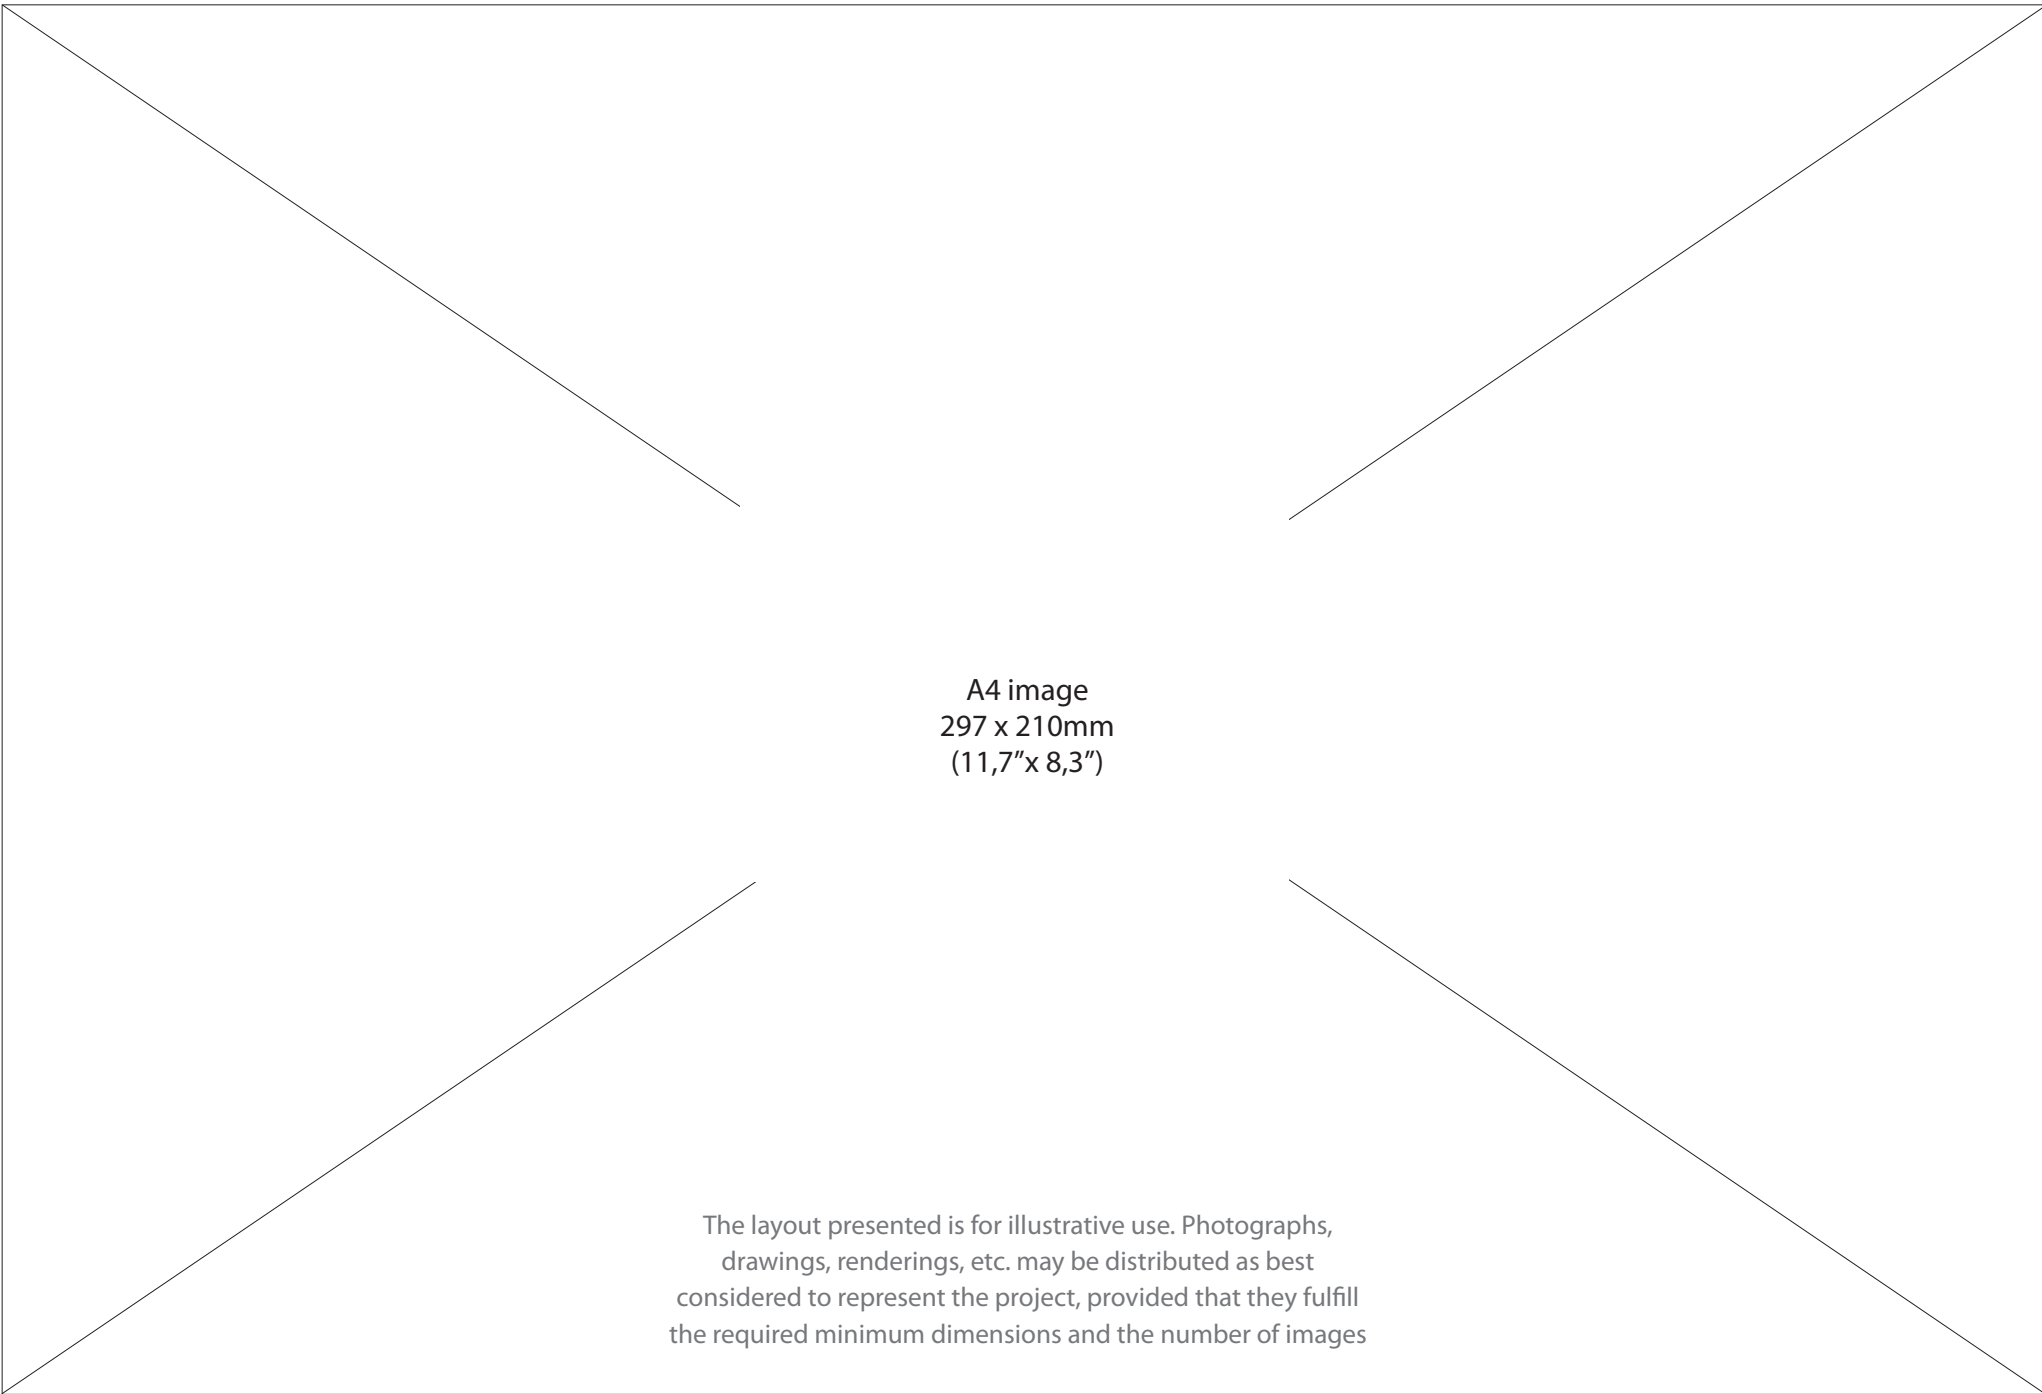 A4 image
297 x 210mm
(11,7”x 8,3”)
The layout presented is for illustrative use. Photographs,
drawings, renderings, etc. may be distributed as best
considered to represent the project, provided that they fulfill
the required minimum dimensions and the number of images